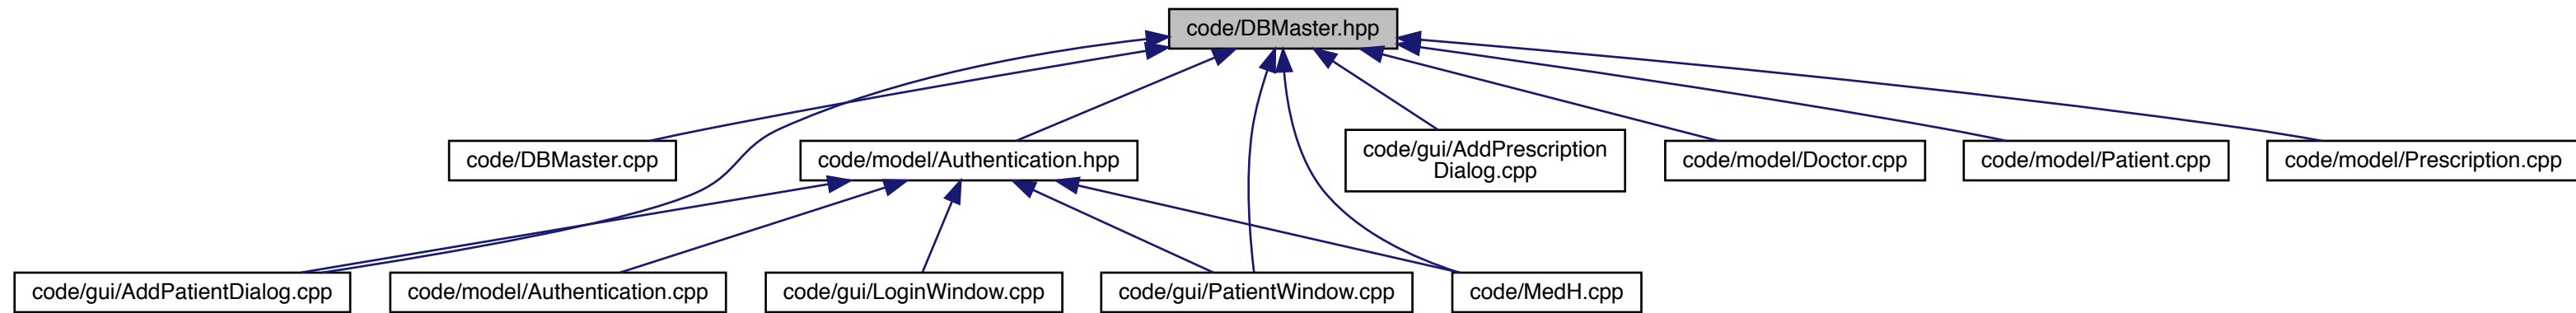 code/DBMaster.hpp
code/DBMaster.cpp
code/model/Authentication.hpp
code/gui/AddPrescription
Dialog.cpp
code/model/Doctor.cpp
code/model/Patient.cpp
code/model/Prescription.cpp
code/gui/AddPatientDialog.cpp
code/model/Authentication.cpp
code/gui/LoginWindow.cpp
code/gui/PatientWindow.cpp
code/MedH.cpp